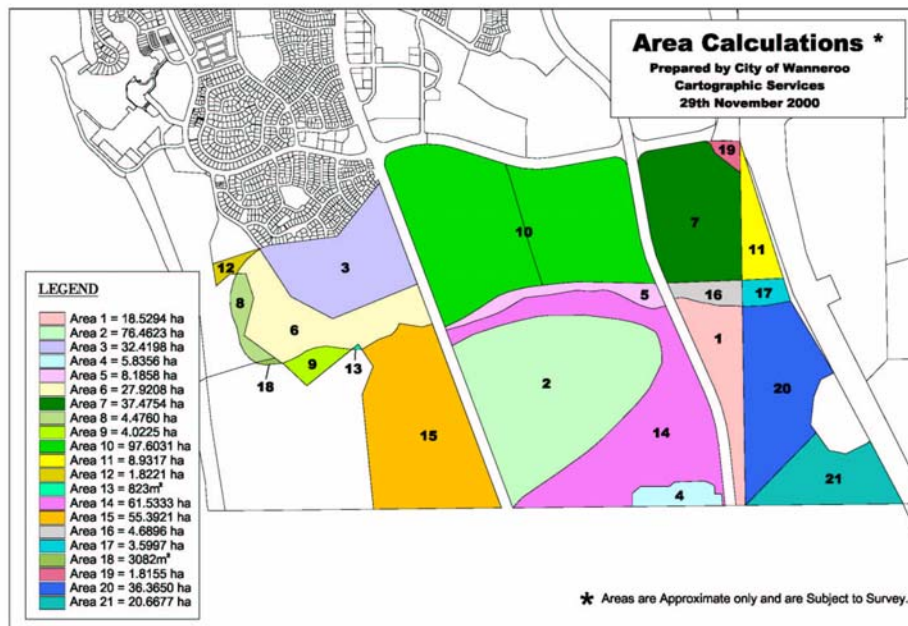 Area Calculations *
Prepared by City of Wanneroo
Cartographic Services
29th November 2000
19
7
10
11
12
3
8
5
16
17
6
1
9
13
18
2
20
15
14
21
4
LEGEND
Area 1 = 18.5294 ha
Area 2 = 76.4623 ha
Area 3 = 32.4198 ha
Area 4 = 5.8356 ha
Area 5 = 8.1858 ha
Area 6 = 27.9208 ha
Area 7 = 37.4754 ha
Area 8 = 4.4760 ha
Area 9 = 4.0225 ha
Area 10 = 97.6031 ha
Area 11 = 8.9317 ha
Area 12 = 1.8221 ha
Area 13 = 823m²
Area 14 = 61.5333 ha
Area 15 = 55.3921 ha
Area 16 = 4.6896 ha
Area 17 = 3.5997 ha
Area 18 = 3082m²
Area 19 = 1.8155 ha
Area 20 = 36.3650 ha
Area 21 = 20.6677 ha
* Areas are Approximate only and are Subject to Survey.